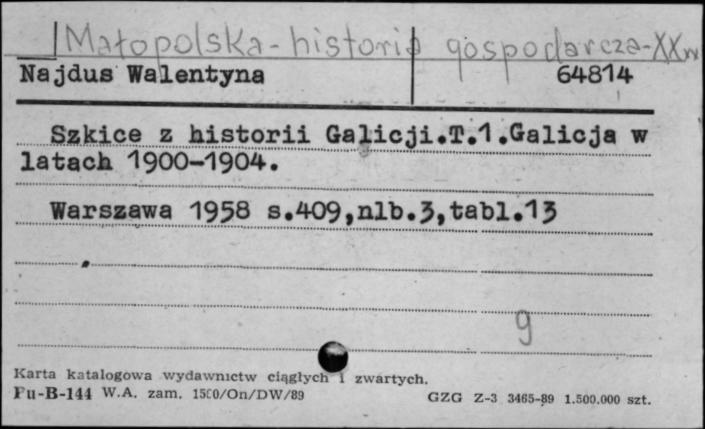 Małopolska - historia gospodarcza - XXw
Najdus Walentyna 64814
Szkice z historii Galicji.T.1.Galicja w
latach 1900-1904.
Warszawa 1958 s.409,nlb.3,tabl.13
9
Karta katalogowa wydawnictw ciągłych i zwartych.
Pu-B-144 W.A. zam. 1500/On/DW/89 GZG Z-3 3465-89 1.500.000 szt.